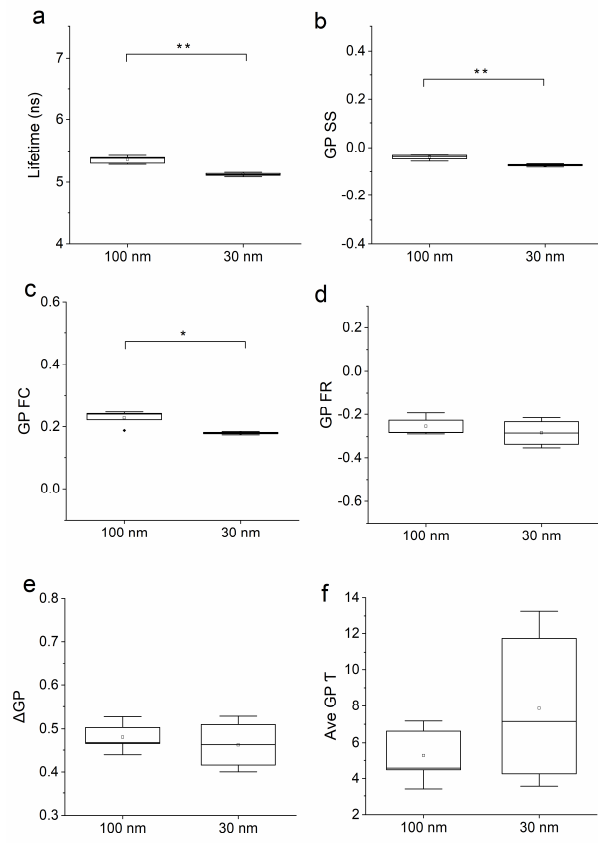 a
7
6
5
4
Lifetime (ns)
**
100 nm
30 nm
b
0.4
0.2
0.0
-0.2
-0.4
GP SS
**
100 nm
30 nm
c
0.6
0.4
0.2
0.0
GP FC
*
100 nm
30 nm
d
0.2
0.0
-0.2
-0.4
-0.6
GP FR
100 nm
30 nm
e
0.8
0.7
0.6
0.5
0.4
0.3
ΔGP
100 nm
30 nm
f
14
12
10
8
6
4
2
Ave GP Ƭ
100 nm
30 nm